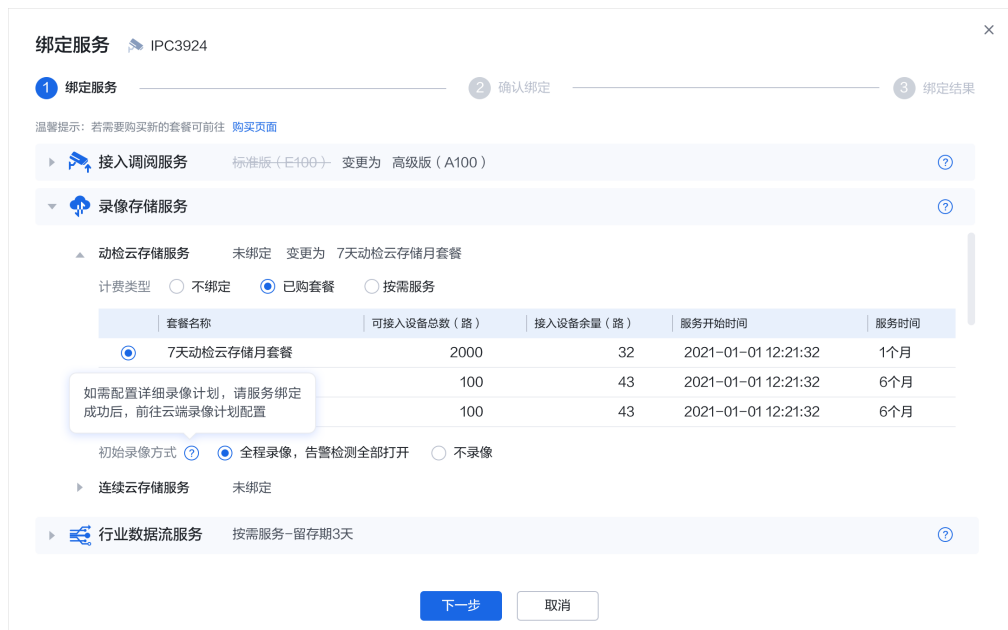 绑定服务 IPC3924
1 绑定服务 2 确认绑定 3 绑定结果
温馨提示：若需要购买新的套餐可前往 购买页面
接入调阅服务 标准版（E100） 变更为 高级版（A100） ?
录像存储服务 ?
动检云存储服务 未绑定 变更为 7天动检云存储月套餐
计费类型 不绑定 已购套餐 按需服务
套餐名称 可接入设备总数（路） 接入设备余量（路） 服务开始时间 服务时间
7天动检云存储月套餐 2000 32 2021-01-01 12:21:32 1个月
100 43 2021-01-01 12:21:32 6个月
100 43 2021-01-01 12:21:32 6个月
如需配置详细录像计划，请服务绑定
成功后，前往云端录像计划配置
初始录像方式 ? 全程录像，告警检测全部打开 不录像
连续云存储服务 未绑定
行业数据流服务 按需服务-留存期3天 ?
下一步 取消